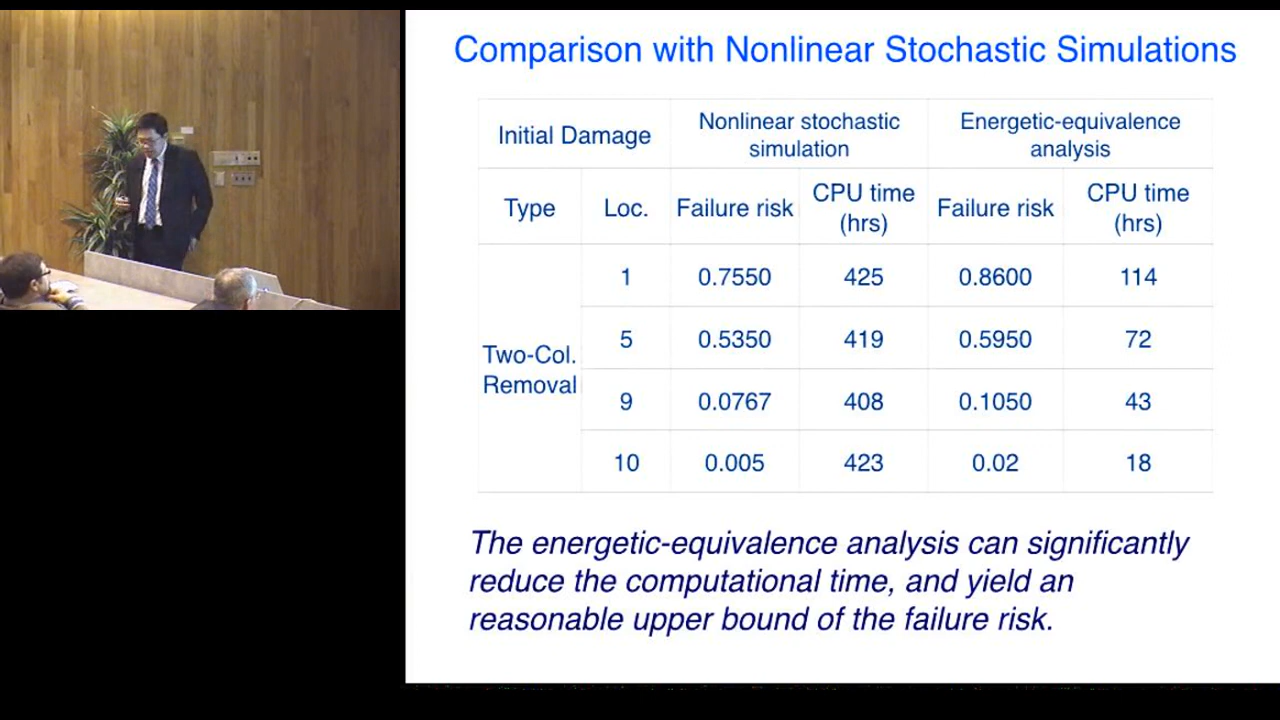 Comparison with Nonlinear Stochastic Simulations
Initial Damage
Nonlinear stochastic
simulation
Energetic-equivalence
analysis
Type
Loc.
Failure risk
CPU time
(hrs)
Failure risk
CPU time
(hrs)
Two-Col.
Removal
1
0.7550
425
0.8600
114
5
0.5350
419
0.5950
72
9
0.0767
408
0.1050
43
10
0.005
423
0.02
18
The energetic-equivalence analysis can significantly
reduce the computational time, and yield an
reasonable upper bound of the failure risk.